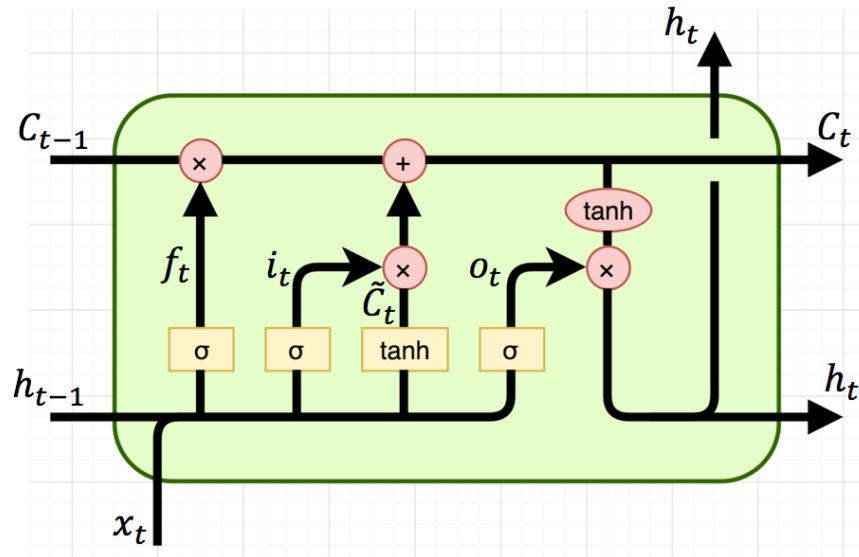 h_t
C_{t-1}
C_t
×
+
tanh
f_t
i_t
×
o_t
×
C̃_t
σ
σ
tanh
σ
h_{t-1}
h_t
x_t